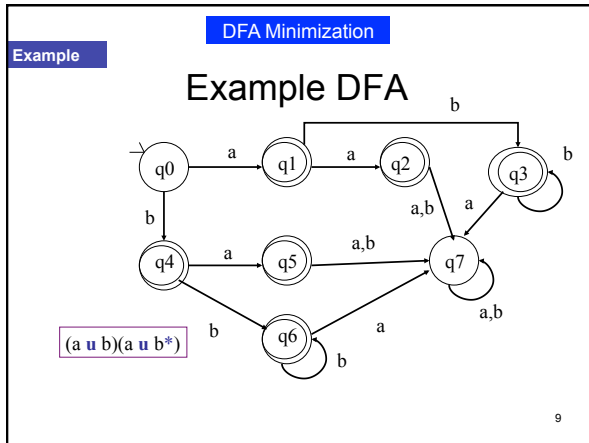 DFA Minimization
Example
Example DFA
b
q0
a
q1
a
q2
q3
b
b
a,b
a
q4
a
q5
a,b
q7
b
a
a,b
(a u b)(a u b*)
q6
b
9